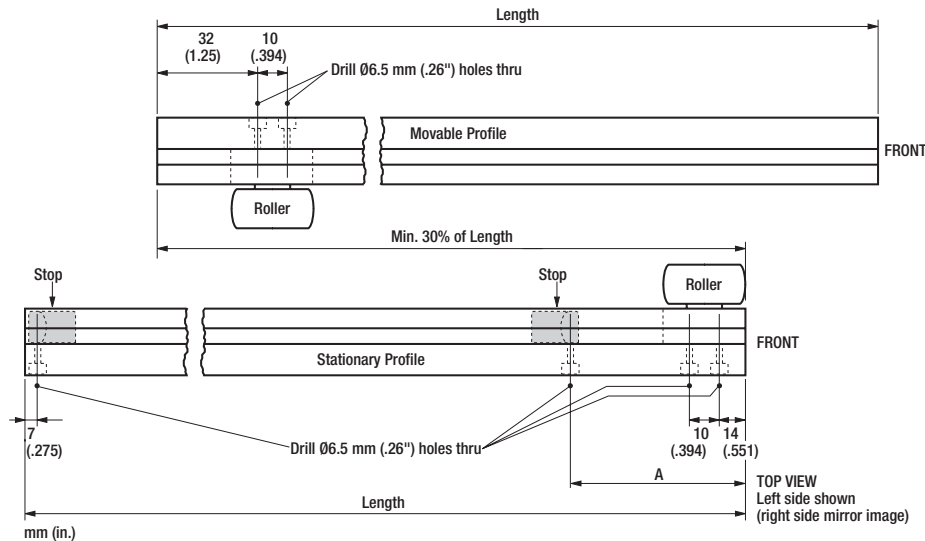 Length
32
(1.25)
10
(.394)
Drill Ø6.5 mm (.26") holes thru
Movable Profile
FRONT
Roller
Min. 30% of Length
Stop
Stop
Roller
FRONT
Stationary Profile
7
(.275)
Drill Ø6.5 mm (.26") holes thru
10
(.394)
14
(.551)
A
TOP VIEW
Left side shown
(right side mirror image)
Length
mm (in.)